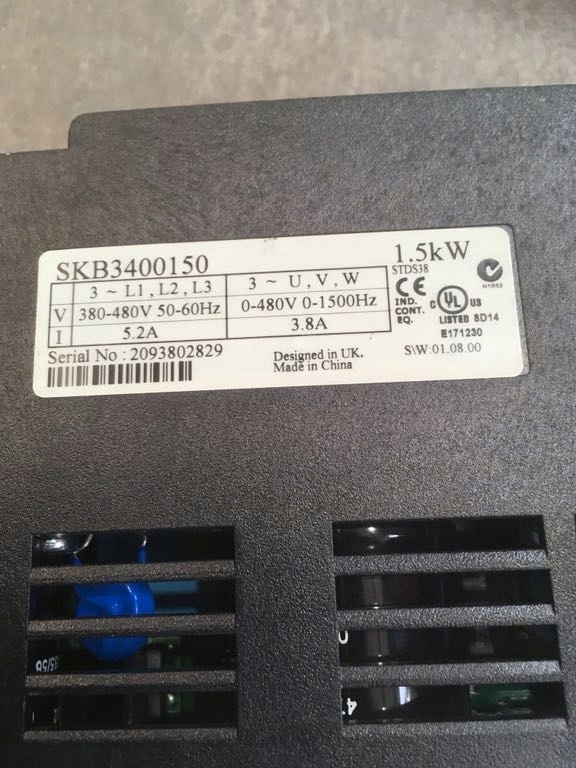 SKB3400150
1.5kW
3 ~ L1 , L2 , L3
3 ~ U , V , W
V
380-480V 50-60Hz
0-480V 0-1500Hz
I
5.2A
3.8A
Serial No : 2093802829
Designed in UK.
Made in China
STDS38
CE
IND.
CONT.
EQ.
N1652
C UL US
LISTED 8D14
E171230
S\W:01.08.00